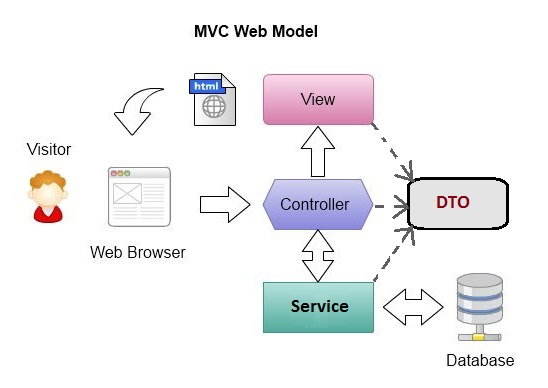 MVC Web Model
html
View
Visitor
Controller
DTO
Web Browser
Service
Database